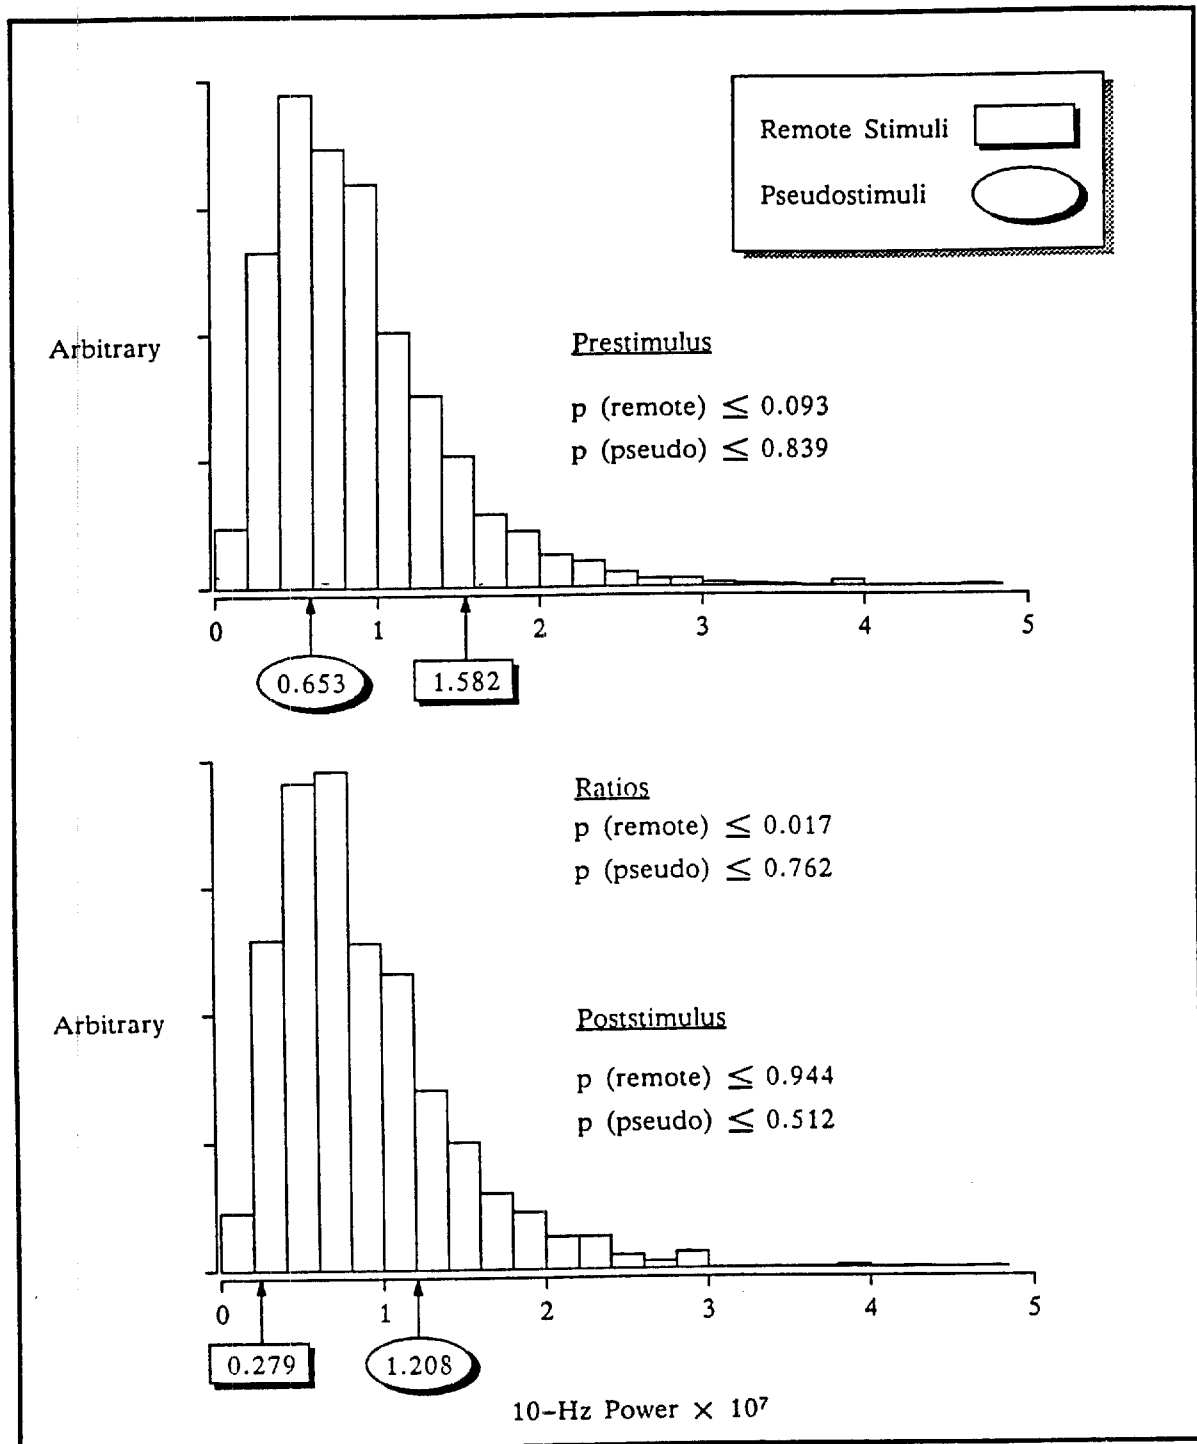 Remote Stimuli
Pseudostimuli
Arbitrary
Prestimulus
p (remote) ≤ 0.093
p (pseudo) ≤ 0.839
0 1 2 3 4 5
0.653 1.582
Ratios
p (remote) ≤ 0.017
p (pseudo) ≤ 0.762
Arbitrary
Poststimulus
p (remote) ≤ 0.944
p (pseudo) ≤ 0.512
0 1 2 3 4 5
0.279 1.208
10-Hz Power × 10⁷